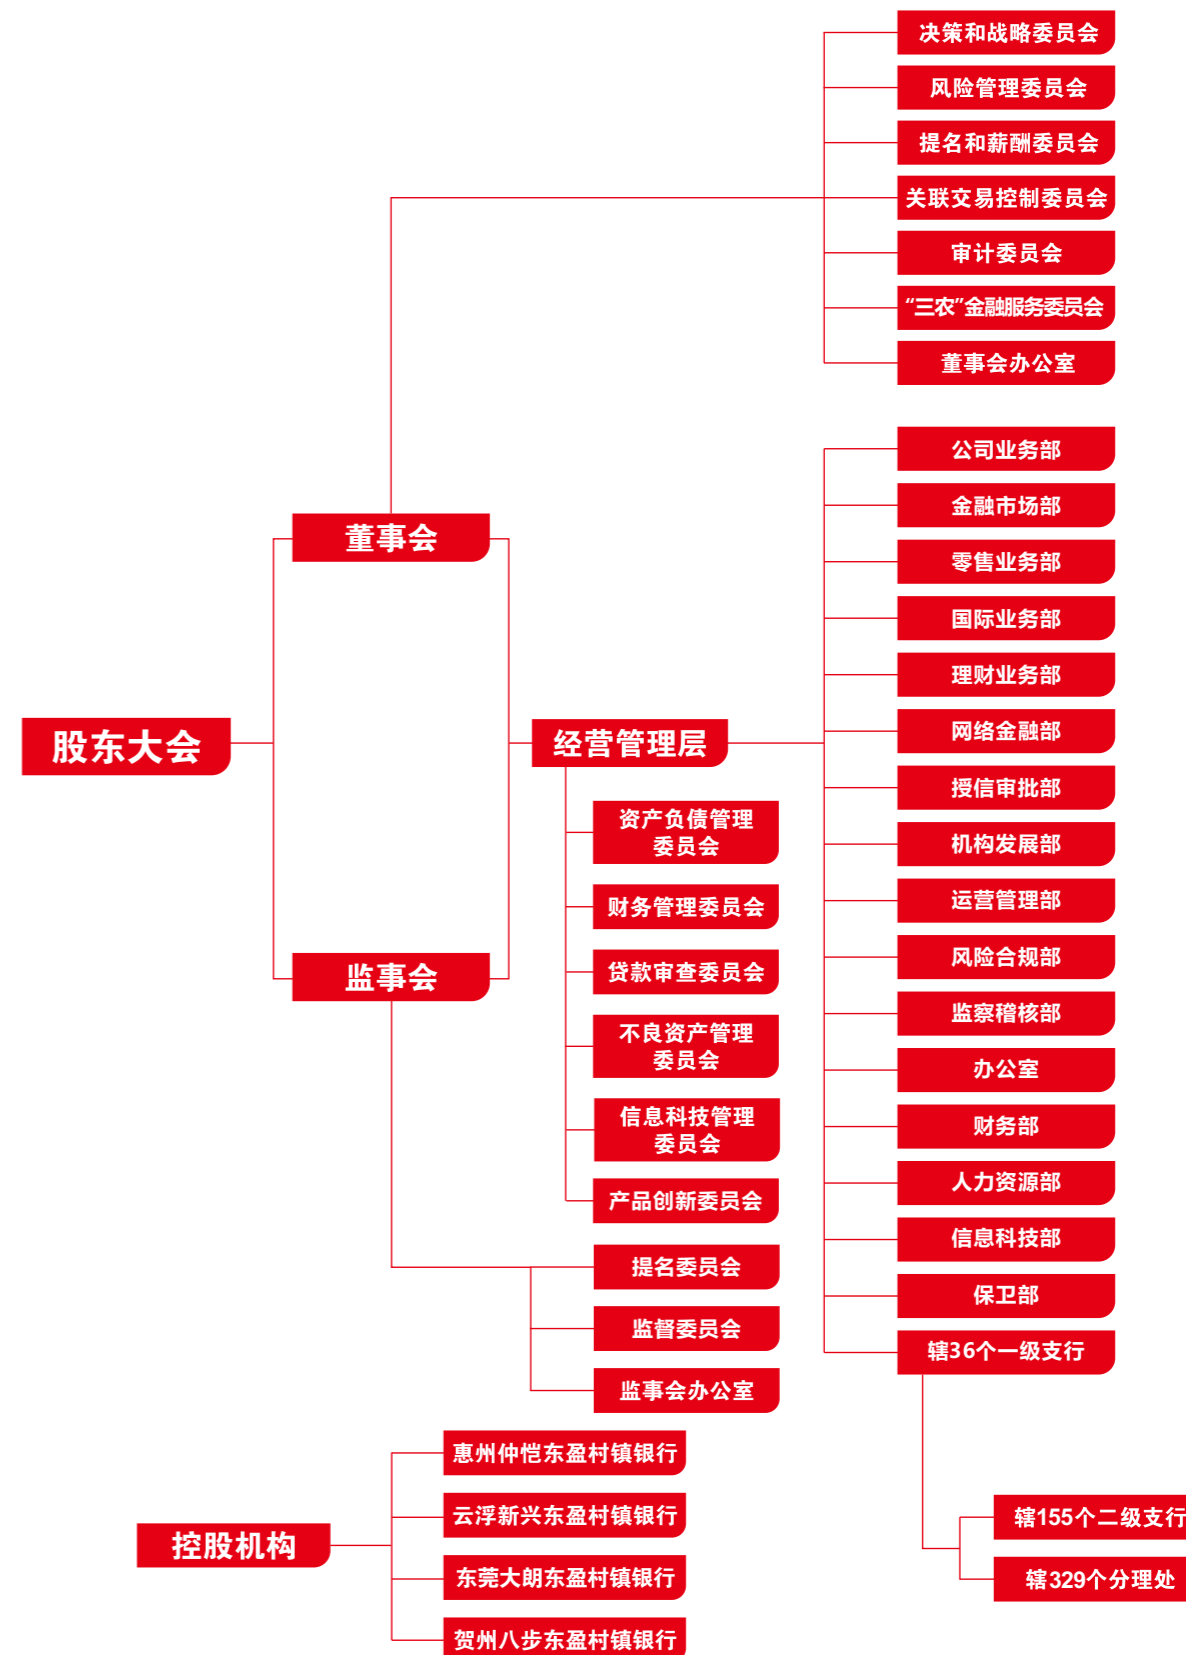 决策和战略委员会
风险管理委员会
提名和薪酬委员会
关联交易控制委员会
审计委员会
“三农”金融服务委员会
董事会办公室
董事会
股东大会
监事会
经营管理层
资产负债管理
委员会
财务管理委员会
贷款审查委员会
不良资产管理
委员会
信息科技管理
委员会
产品创新委员会
提名委员会
监督委员会
监事会办公室
公司业务部
金融市场部
零售业务部
国际业务部
理财业务部
网络金融部
授信审批部
机构发展部
运营管理部
风险合规部
监察稽核部
办公室
财务部
人力资源部
信息科技部
保卫部
辖36个一级支行
辖155个二级支行
辖329个分理处
控股机构
惠州仲恺东盈村镇银行
云浮新兴东盈村镇银行
东莞大朗东盈村镇银行
贺州八步东盈村镇银行